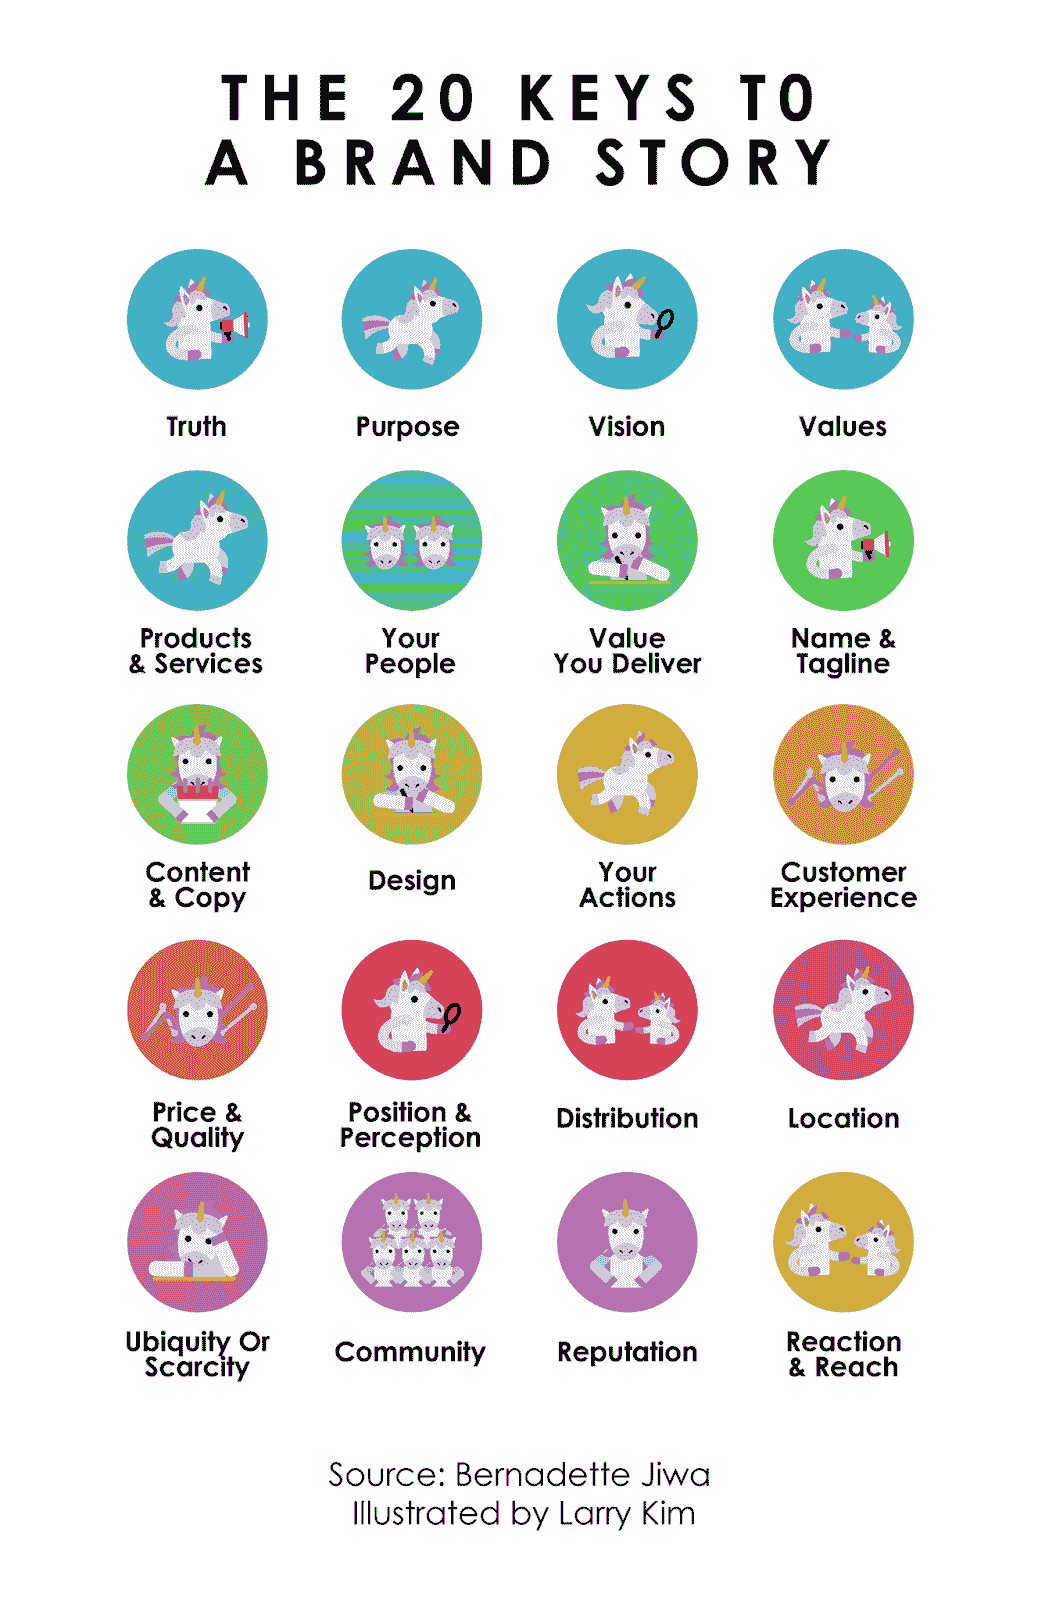 THE 20 KEYS TO
A BRAND STORY
Truth
Purpose
Vision
Values
Products
& Services
Your
People
Value
You Deliver
Name &
Tagline
Content
& Copy
Design
Your
Actions
Customer
Experience
Price &
Quality
Position &
Perception
Distribution
Location
Ubiquity Or
Scarcity
Community
Reputation
Reaction
& Reach
Source: Bernadette Jiwa
Illustrated by Larry Kim